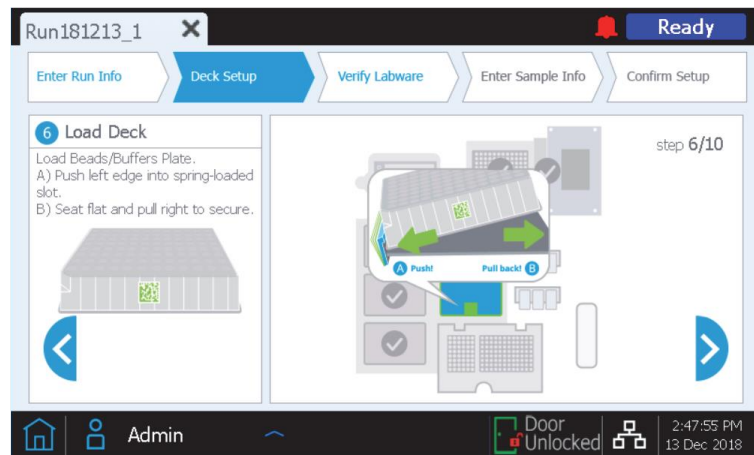 Run181213_1
Ready
Enter Run Info
Deck Setup
Verify Labware
Enter Sample Info
Confirm Setup
6 Load Deck
Load Beads/Buffers Plate.
A) Push left edge into spring-loaded
slot.
B) Seat flat and pull right to secure.
step 6/10
A Push!
Pull back! B
Admin
Door
Unlocked
2:47:55 PM
13 Dec 2018